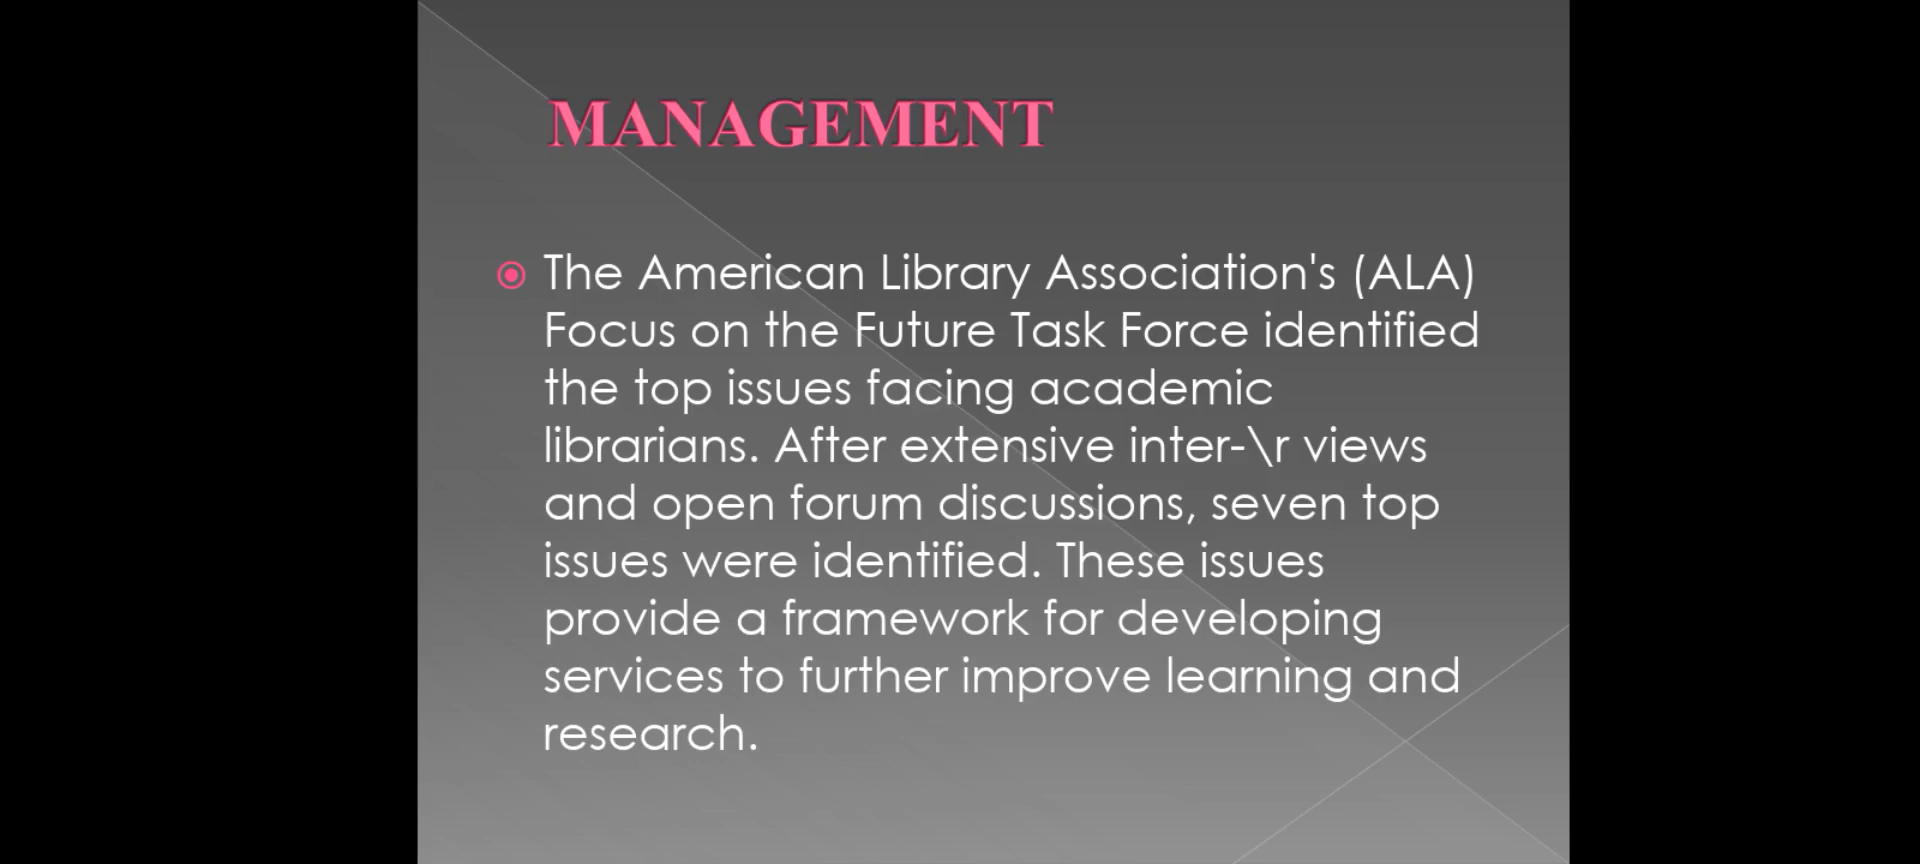 MANAGEMENT
The American Library Association's (ALA)
Focus on the Future Task Force identified
the top issues facing academic
librarians. After extensive inter-\r views
and open forum discussions, seven top
issues were identified. These issues
provide a framework for developing
services to further improve learning and
research.